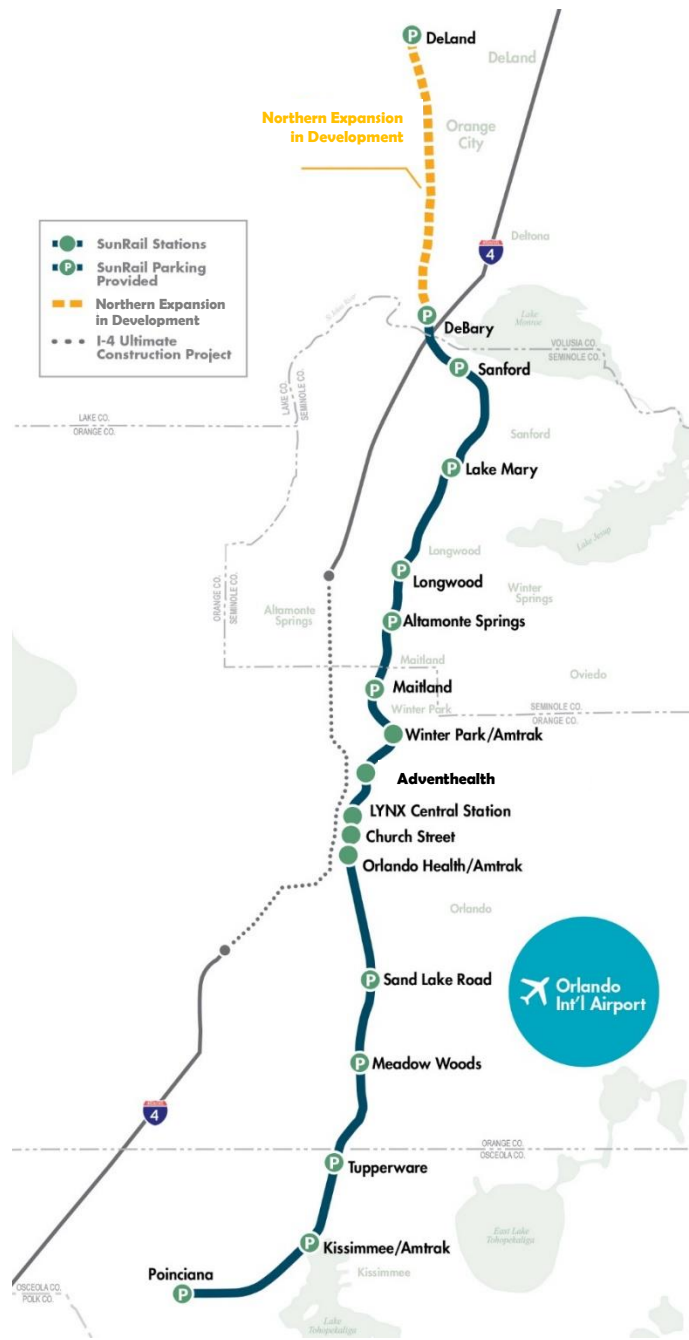 DeLand
DeLand
Northern Expansion
in Development
Orange
City
SunRail Stations
SunRail Parking
Provided
Northern Expansion
in Development
I-4 Ultimate
Construction Project
P
4
Deltona
St. Johns River
Lake
Monroe
DeBary
VOLUSIA CO.
SEMINOLE CO.
Sanford
LAKE CO.
SEMINOLE CO.
LAKE CO.
ORANGE CO.
Sanford
Lake Mary
Lake Jesup
Longwood
Longwood
Winter
Springs
ORANGE CO.
SEMINOLE CO.
Altamonte
Springs
Altamonte Springs
Maitland
Oviedo
Maitland
Winter Park
SEMINOLE CO.
ORANGE CO.
Winter Park/Amtrak
Adventhealth
LYNX Central Station
Church Street
Orlando Health/Amtrak
Orlando
Sand Lake Road
Orlando
Int'l Airport
Meadow Woods
4
ORANGE CO.
OSCEOLA CO.
Tupperware
East Lake
Tohopekaliga
Kissimmee/Amtrak
Poinciana
Kissimmee
OSCEOLA CO.
POLK CO.
Lake
Tohopekaliga